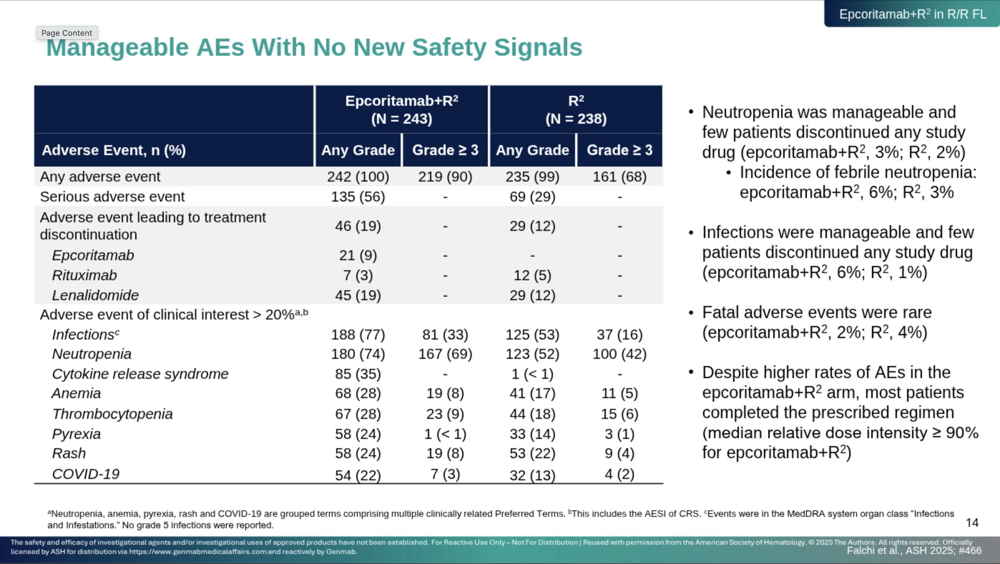 Epcoritamab+R² in R/R FL
Page Content
Manageable AEs With No New Safety Signals
Epcoritamab+R² R²
(N = 243) (N = 238)
Adverse Event, n (%) Any Grade Grade ≥ 3 Any Grade Grade ≥ 3
Any adverse event 242 (100) 219 (90) 235 (99) 161 (68)
Serious adverse event 135 (56) - 69 (29) -
Adverse event leading to treatment
discontinuation 46 (19) - 29 (12) -
Epcoritamab 21 (9) - - -
Rituximab 7 (3) - 12 (5) -
Lenalidomide 45 (19) - 29 (12) -
Adverse event of clinical interest > 20%ᵃ,ᵇ
Infectionsᶜ 188 (77) 81 (33) 125 (53) 37 (16)
Neutropenia 180 (74) 167 (69) 123 (52) 100 (42)
Cytokine release syndrome 85 (35) - 1 (< 1) -
Anemia 68 (28) 19 (8) 41 (17) 11 (5)
Thrombocytopenia 67 (28) 23 (9) 44 (18) 15 (6)
Pyrexia 58 (24) 1 (< 1) 33 (14) 3 (1)
Rash 58 (24) 19 (8) 53 (22) 9 (4)
COVID-19 54 (22) 7 (3) 32 (13) 4 (2)
• Neutropenia was manageable and
few patients discontinued any study
drug (epcoritamab+R², 3%; R², 2%)
• Incidence of febrile neutropenia:
epcoritamab+R², 6%; R², 3%
• Infections were manageable and few
patients discontinued any study drug
(epcoritamab+R², 6%; R², 1%)
• Fatal adverse events were rare
(epcoritamab+R², 2%; R², 4%)
• Despite higher rates of AEs in the
epcoritamab+R² arm, most patients
completed the prescribed regimen
(median relative dose intensity ≥ 90%
for epcoritamab+R²)
ᵃNeutropenia, anemia, pyrexia, rash and COVID-19 are grouped terms comprising multiple clinically related Preferred Terms. ᵇThis includes the AESI of CRS. ᶜEvents were in the MedDRA system organ class “Infections
and Infestations.” No grade 5 infections were reported.
14
The safety and efficacy of investigational agents and/or investigational uses of approved products have not been established. For Reactive Use Only – Not For Distribution | Reused with permission from the American Society of Hematology. © 2025 The Authors. All rights reserved. Officially
licensed by ASH for distribution via https://www.genmabmedicalaffairs.com and reactively by Genmab.
Falchi et al., ASH 2025; #466